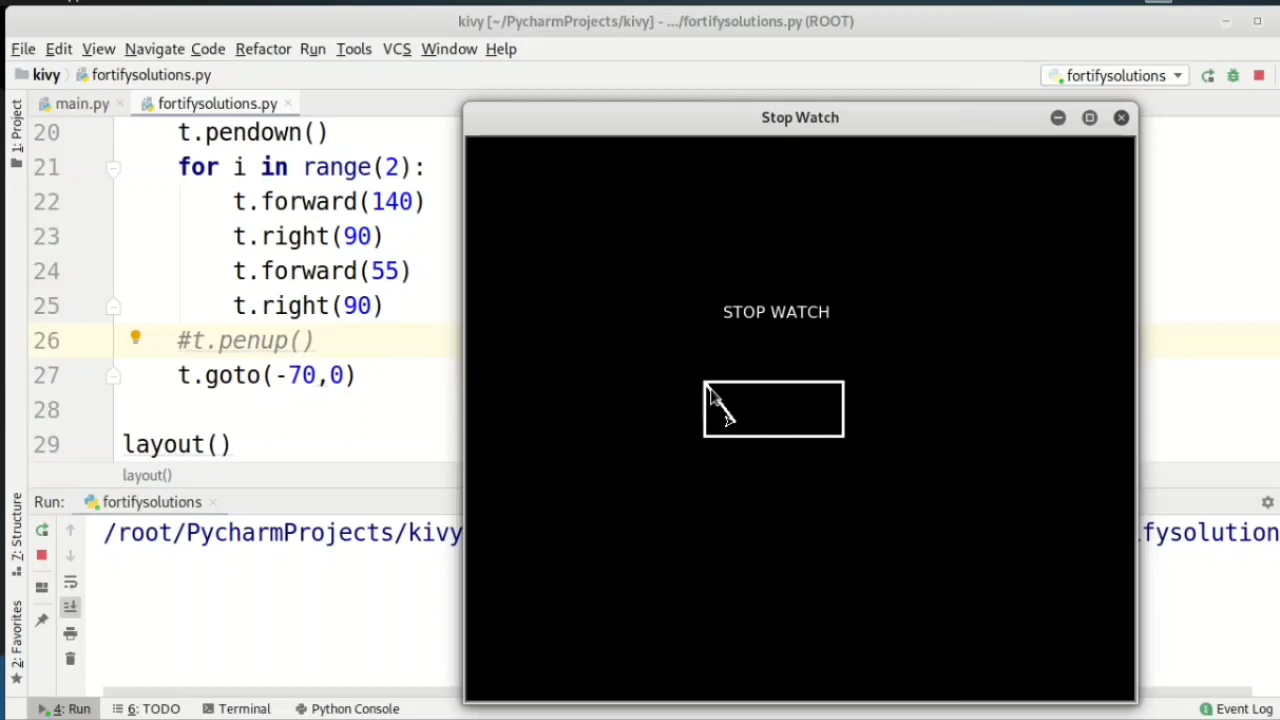 kivy [~/PycharmProjects/kivy] - .../fortifysolutions.py (ROOT)
File Edit View Navigate Code Refactor Run Tools VCS Window Help
kivy fortifysolutions.py
fortifysolutions
main.py fortifysolutions.py
1: Project
7: Structure
2: Favorites
20 t.pendown()
21 for i in range(2):
22 t.forward(140)
23 t.right(90)
24 t.forward(55)
25 t.right(90)
26 #t.penup()
27 t.goto(-70,0)
28
29 layout()
layout()
Stop Watch
STOP WATCH
Run: fortifysolutions
/root/PycharmProjects/kivy
fysolution
4: Run 6: TODO Terminal Python Console
1 Event Log